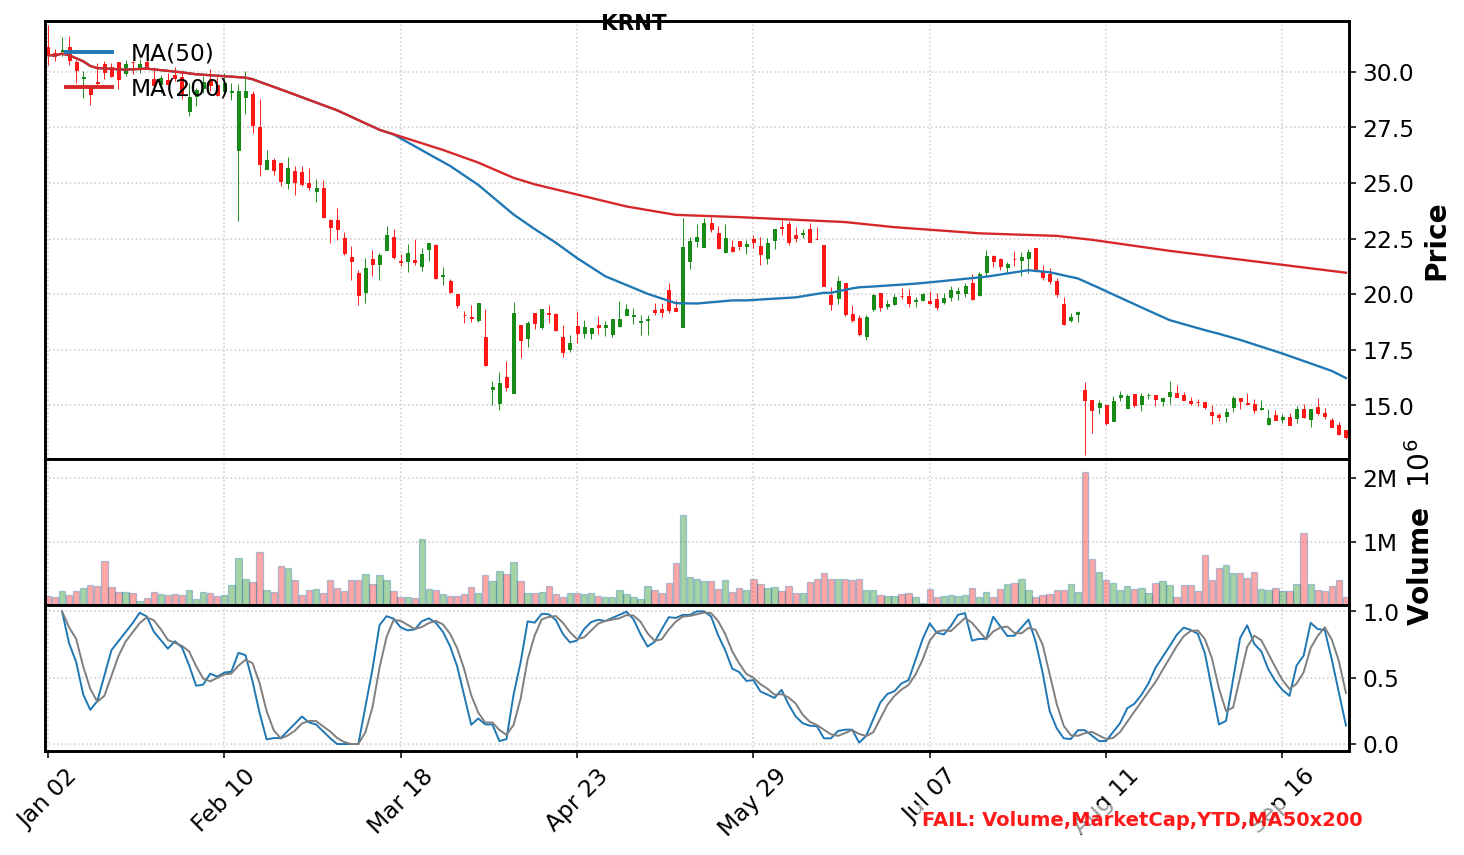 KRNT
MA(50)
MA(200)
30.0
27.5
25.0
22.5
20.0
17.5
15.0
Price
2M
1M
Volume 10⁶
1.0
0.5
0.0
Jan 02
Feb 10
Mar 18
Apr 23
May 29
Jul 07
Aug 11
Sep 16
FAIL: Volume,MarketCap,YTD,MA50x200